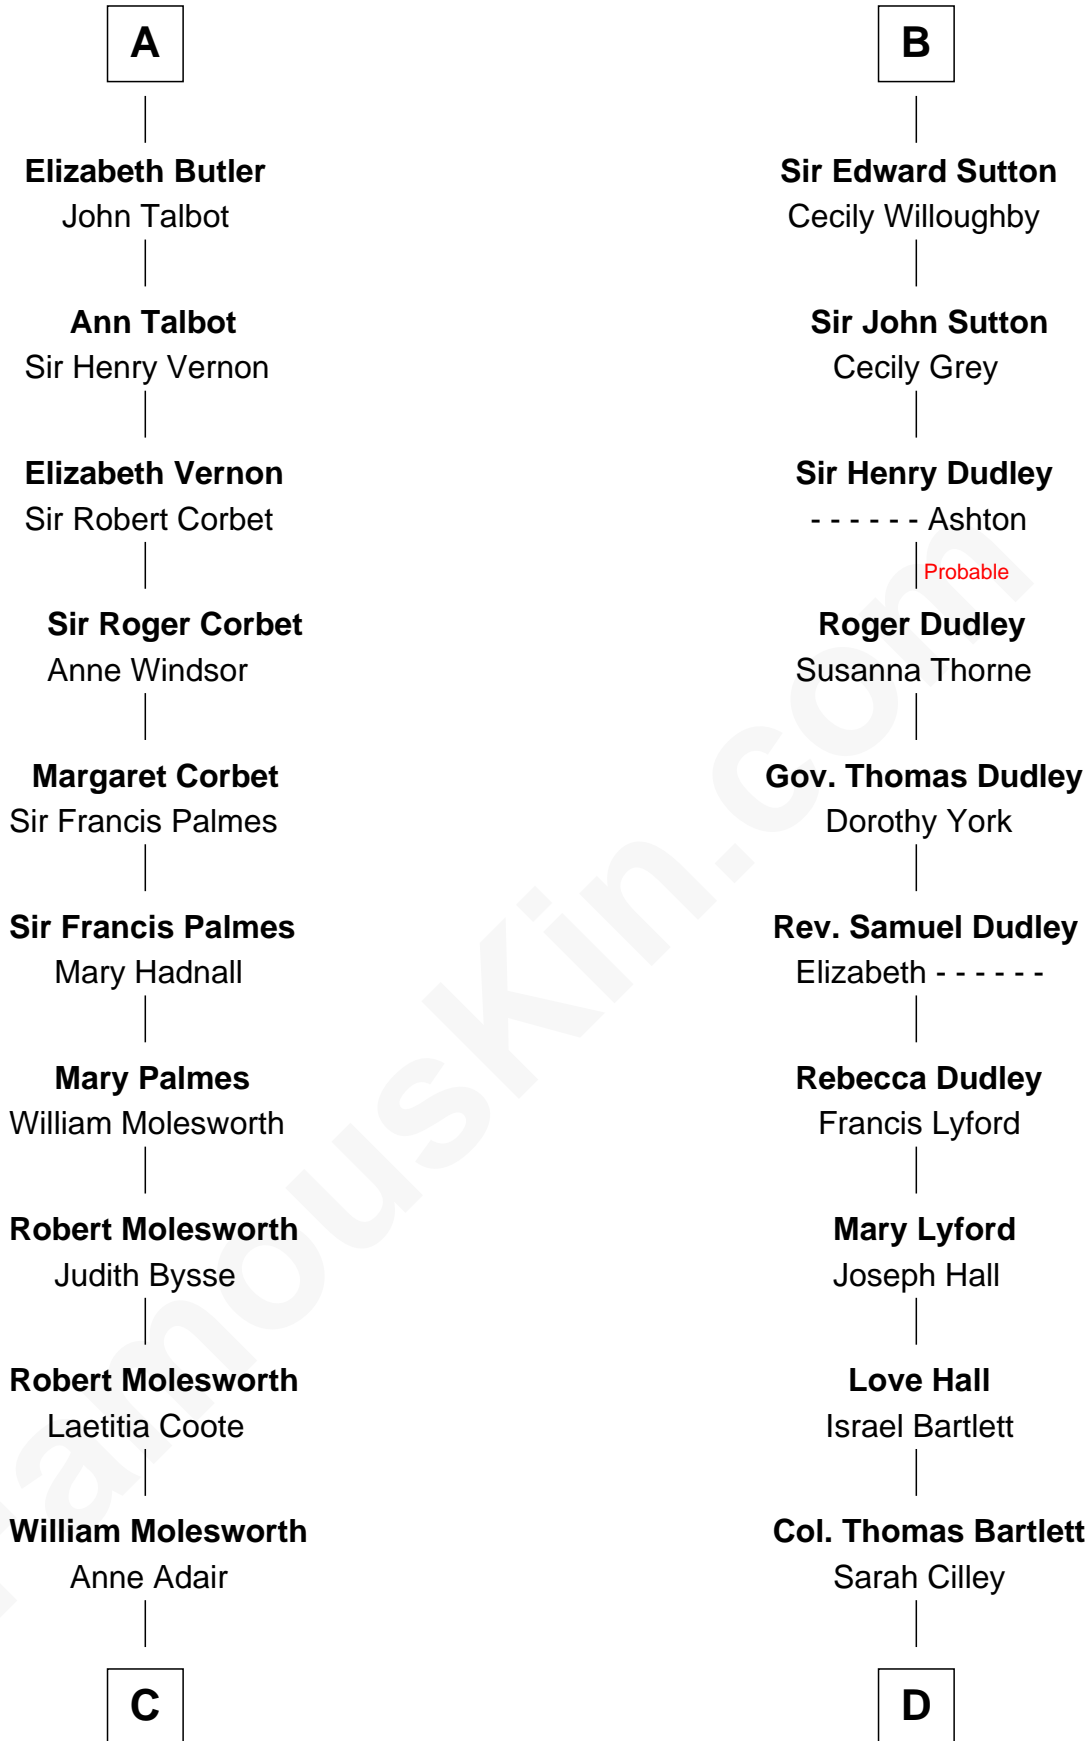 A
Elizabeth Butler
John Talbot
Ann Talbot
Sir Henry Vernon
Elizabeth Vernon
Sir Robert Corbet
Sir Roger Corbet
Anne Windsor
Margaret Corbet
Sir Francis Palmes
Sir Francis Palmes
Mary Hadnall
Mary Palmes
William Molesworth
Robert Molesworth
Judith Bysse
Robert Molesworth
Laetitia Coote
William Molesworth
Anne Adair
C
B
Sir Edward Sutton
Cecily Willoughby
Sir John Sutton
Cecily Grey
Sir Henry Dudley
- - - - - - Ashton
Probable
Roger Dudley
Susanna Thorne
Gov. Thomas Dudley
Dorothy York
Rev. Samuel Dudley
Elizabeth - - - - - -
Rebecca Dudley
Francis Lyford
Mary Lyford
Joseph Hall
Love Hall
Israel Bartlett
Col. Thomas Bartlett
Sarah Cilley
D
FamousKin.com